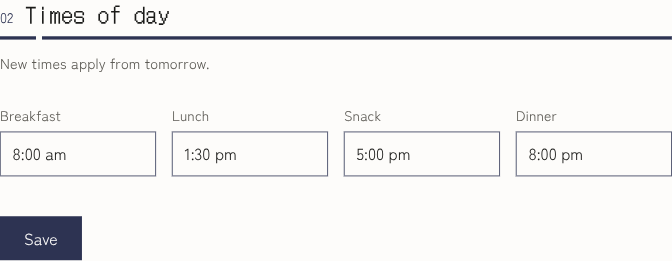 02 Times of day
New times apply from tomorrow.
Breakfast Lunch Snack Dinner
8:00 am 1:30 pm 5:00 pm 8:00 pm
Save